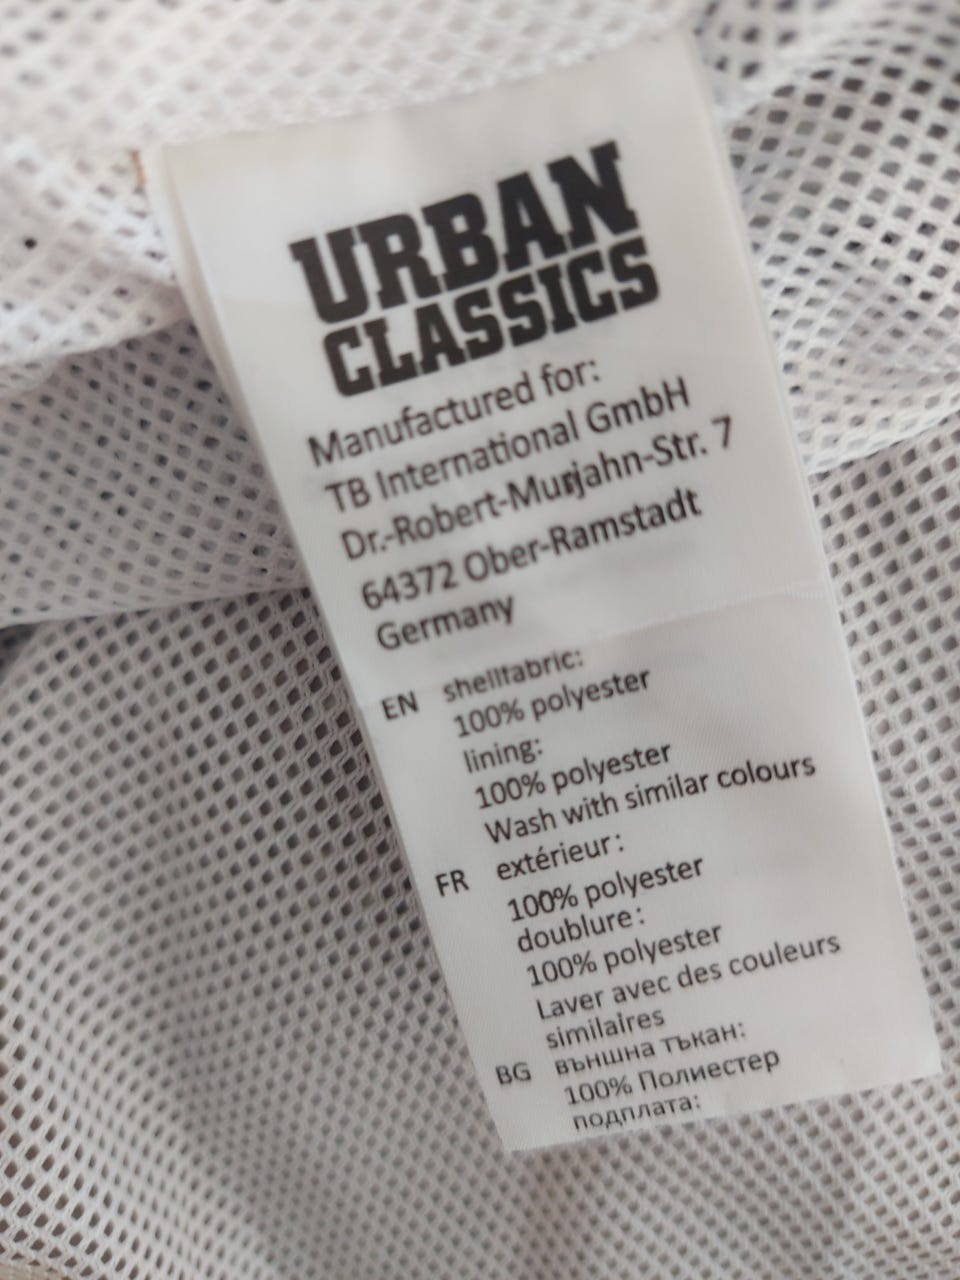 URBAN
CLASSICS
Manufactured for:
TB International GmbH
Dr.-Robert-Murjahn-Str. 7
64372 Ober-Ramstadt
Germany
EN shellfabric:
100% polyester
lining:
100% polyester
Wash with similar colours
FR extérieur:
100% polyester
doublure:
100% polyester
Laver avec des couleurs
similaires
BG външна тъкан:
100% Полиестер
подплата: